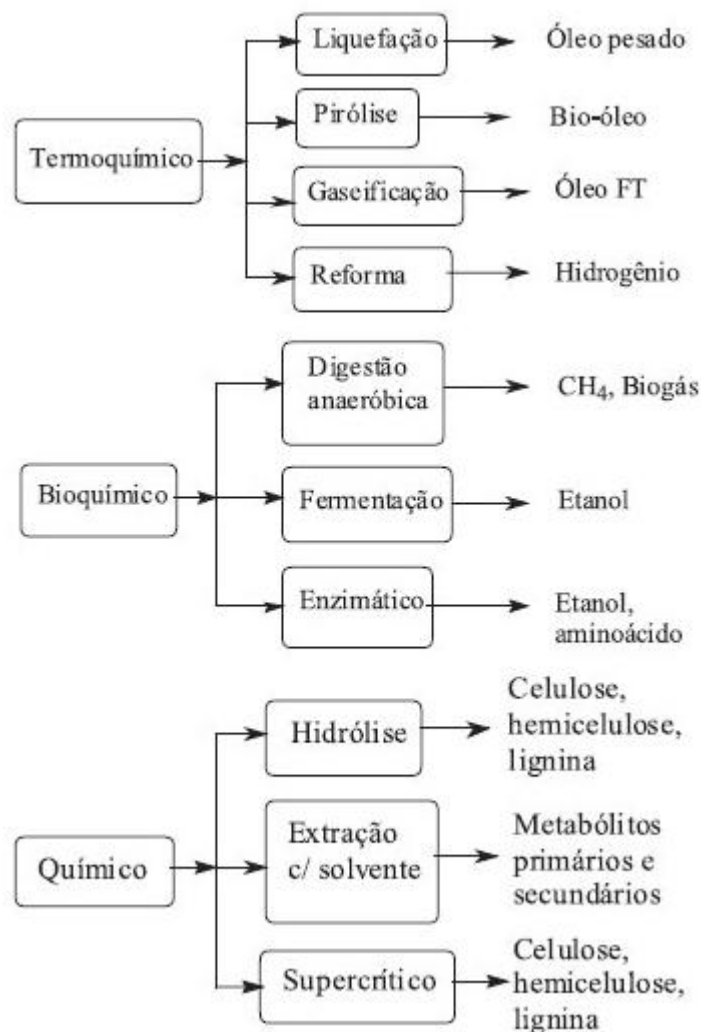 Termoquímico
Liquefação
Óleo pesado
Pirólise
Bio-óleo
Gaseificação
Óleo FT
Reforma
Hidrogênio
Bioquímico
Digestão
anaeróbica
CH₄, Biogás
Fermentação
Etanol
Enzimático
Etanol,
aminoácido
Químico
Hidrólise
Celulose,
hemicelulose,
lignina
Extração
c/ solvente
Metabólitos
primários e
secundários
Supercrítico
Celulose,
hemicelulose,
lignina